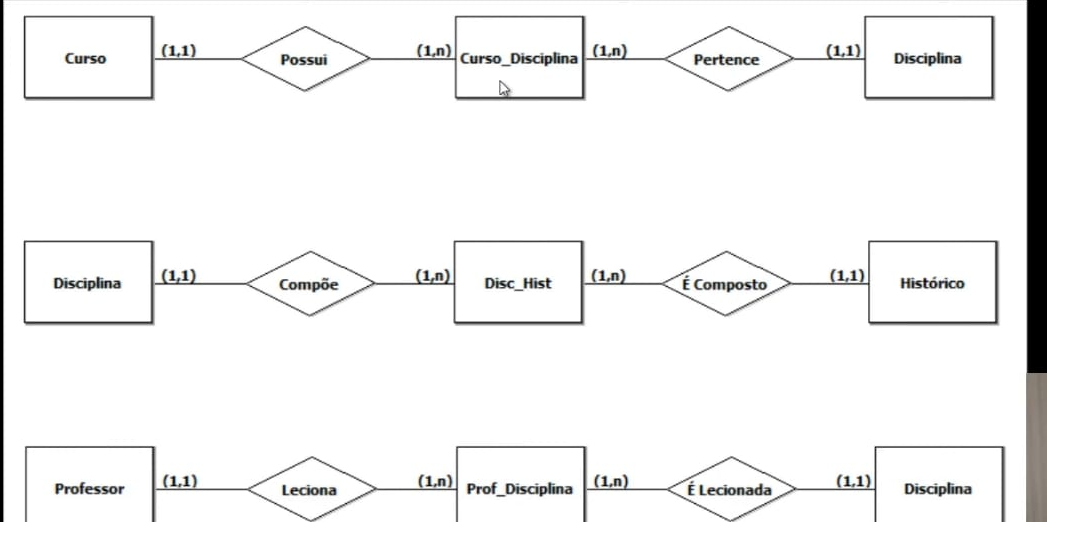 Curso (1,1) Possui (1,n) Curso_Disciplina (1,n) Pertence (1,1) Disciplina
Disciplina (1,1) Compõe (1,n) Disc_Hist (1,n) É Composto (1,1) Histórico
Professor (1,1) Leciona (1,n) Prof_Disciplina (1,n) É Lecionada (1,1) Disciplina